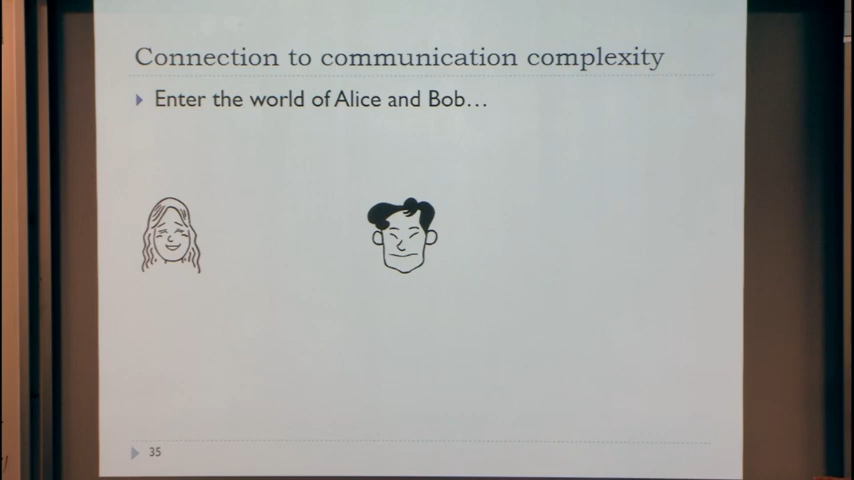 Connection to communication complexity
Enter the world of Alice and Bob…
35